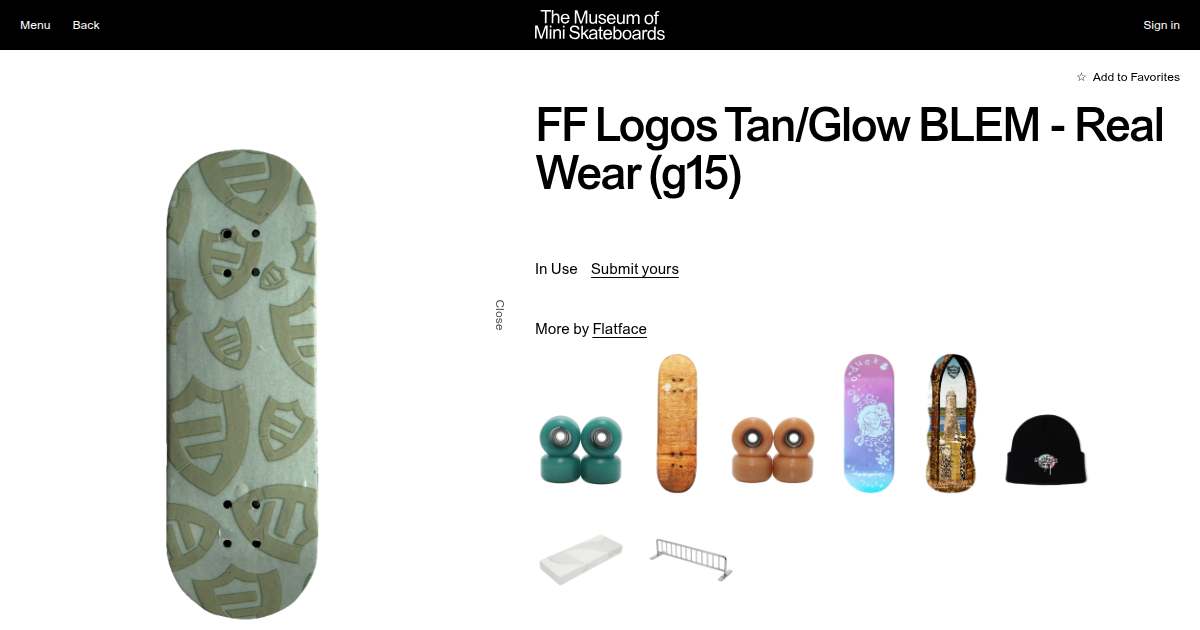 Menu
Back
The Museum of
Mini Skateboards
Sign in
☆ Add to Favorites
FF Logos Tan/Glow BLEM - Real
Wear (g15)
In Use
Submit yours
Close
More by Flatface